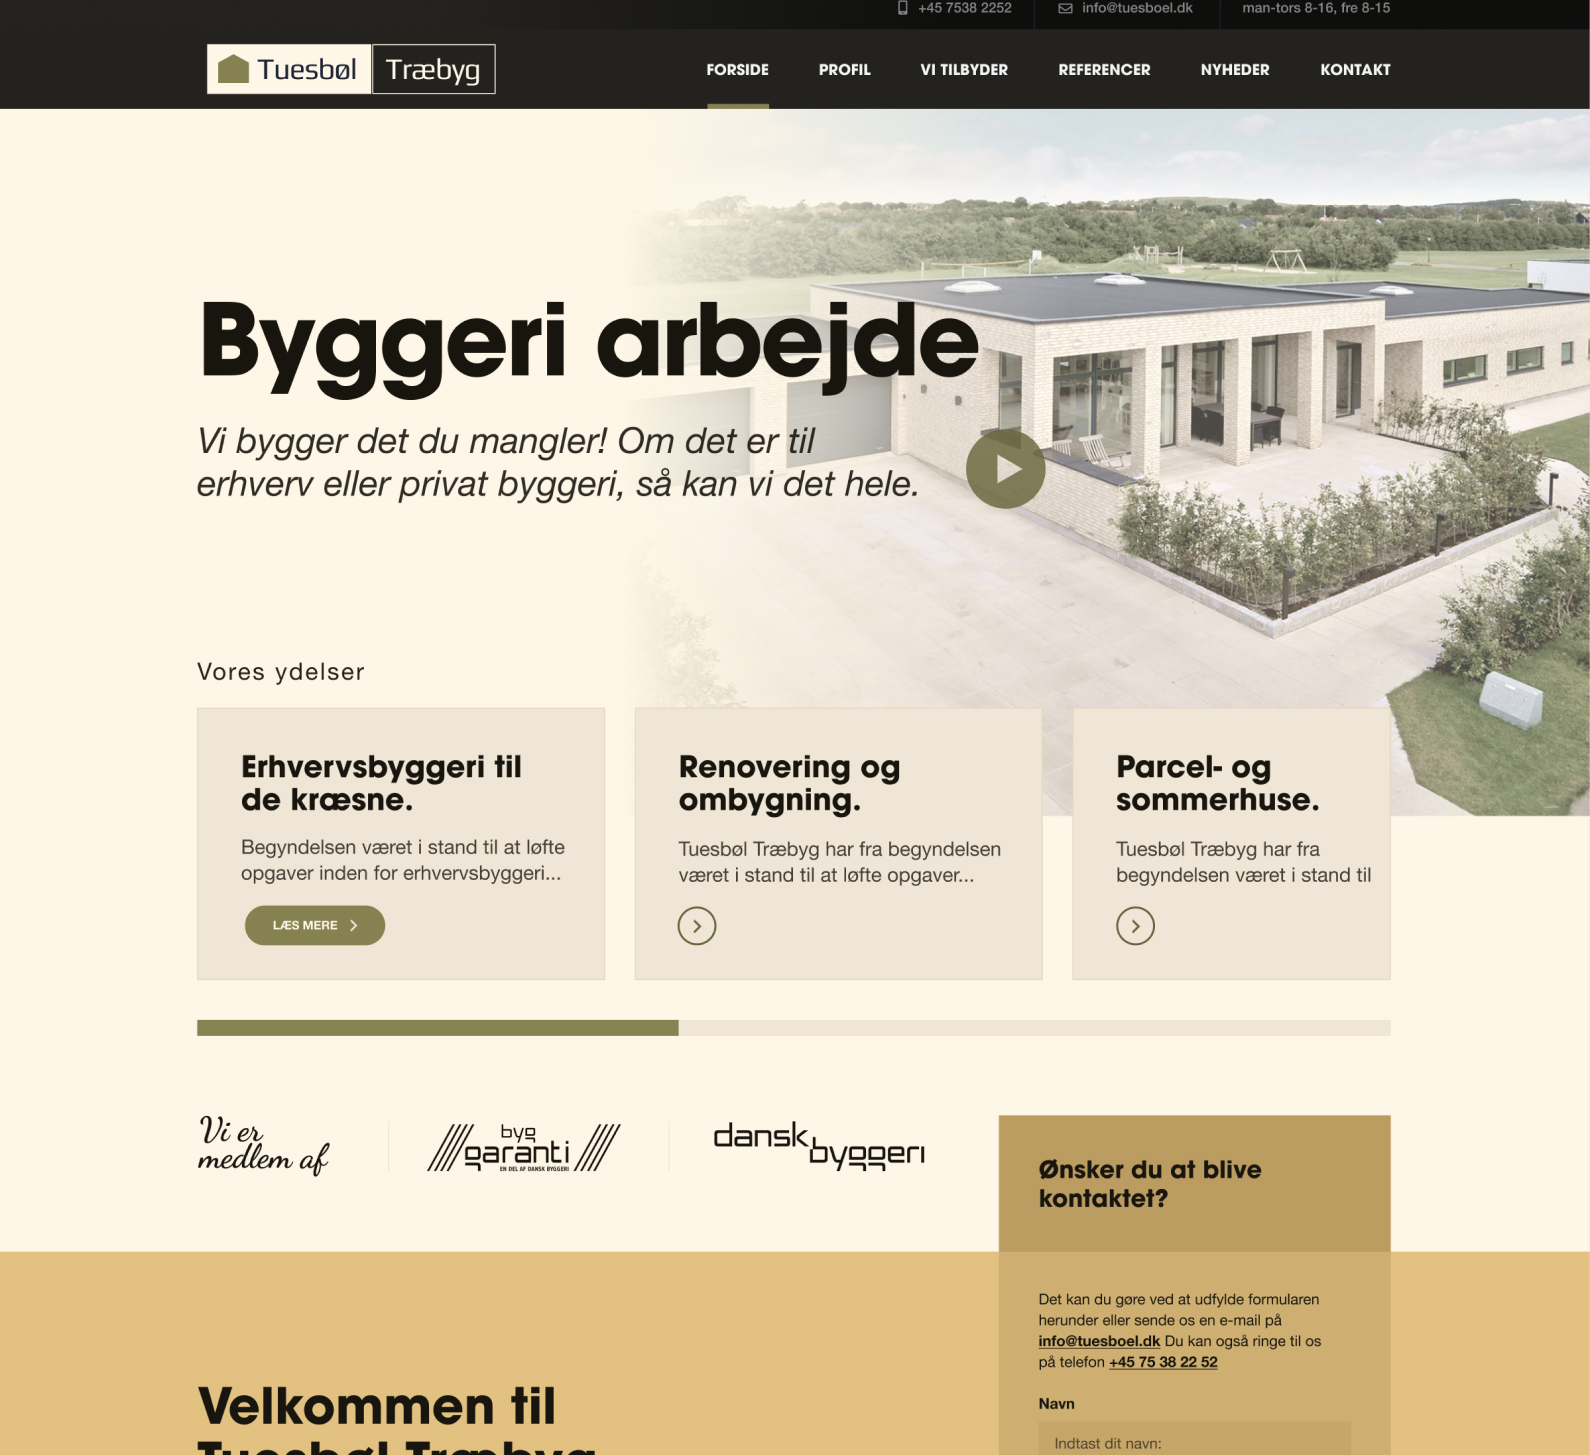 +45 7538 2252
info@tuesboel.dk
man-tors 8-16, fre 8-15
Tuesbøl Træbyg
FORSIDE
PROFIL
VI TILBYDER
REFERENCER
NYHEDER
KONTAKT
Byggeri arbejde
Vi bygger det du mangler! Om det er til
erhverv eller privat byggeri, så kan vi det hele.
Vores ydelser
Erhvervsbyggeri til
de kræsne.
Begyndelsen været i stand til at løfte
opgaver inden for erhvervsbyggeri...
LÆS MERE
Renovering og
ombygning.
Tuesbøl Træbyg har fra begyndelsen
været i stand til at løfte opgaver...
Parcel- og
sommerhuse.
Tuesbøl Træbyg har fra
begyndelsen været i stand til
Vi er
medlem af
byg
garanti
EN DEL AF DANSK BYGGERI
dansk
byggeri
Ønsker du at blive
kontaktet?
Det kan du gøre ved at udfylde formularen
herunder eller sende os en e-mail på
info@tuesboel.dk Du kan også ringe til os
på telefon +45 75 38 22 52
Navn
Indtast dit navn:
Velkommen til
Tuesbøl Træbyg